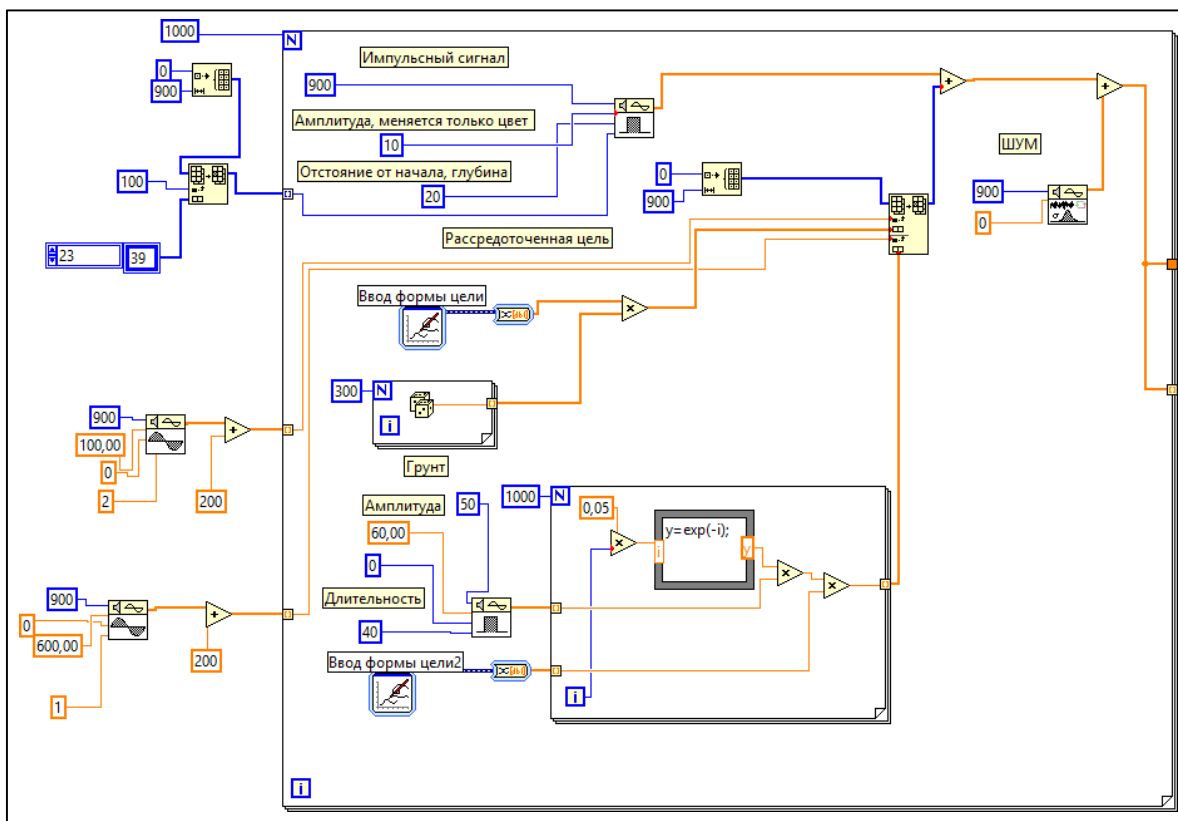 1000
N
0
900
Импульсный сигнал
900
Амплитуда, меняется только цвет
10
Отстояние от начала, глубина
20
100
23
39
0
900
Рассредоточенная цель
ШУМ
900
0
σ
Ввод формы цели
300
N
i
900
100,00
0
2
200
Грунт
Амплитуда
50
60,00
0
Длительность
40
Ввод формы цели2
1000
N
0,05
i
y=exp(-i);
y
i
900
0
600,00
1
200
i